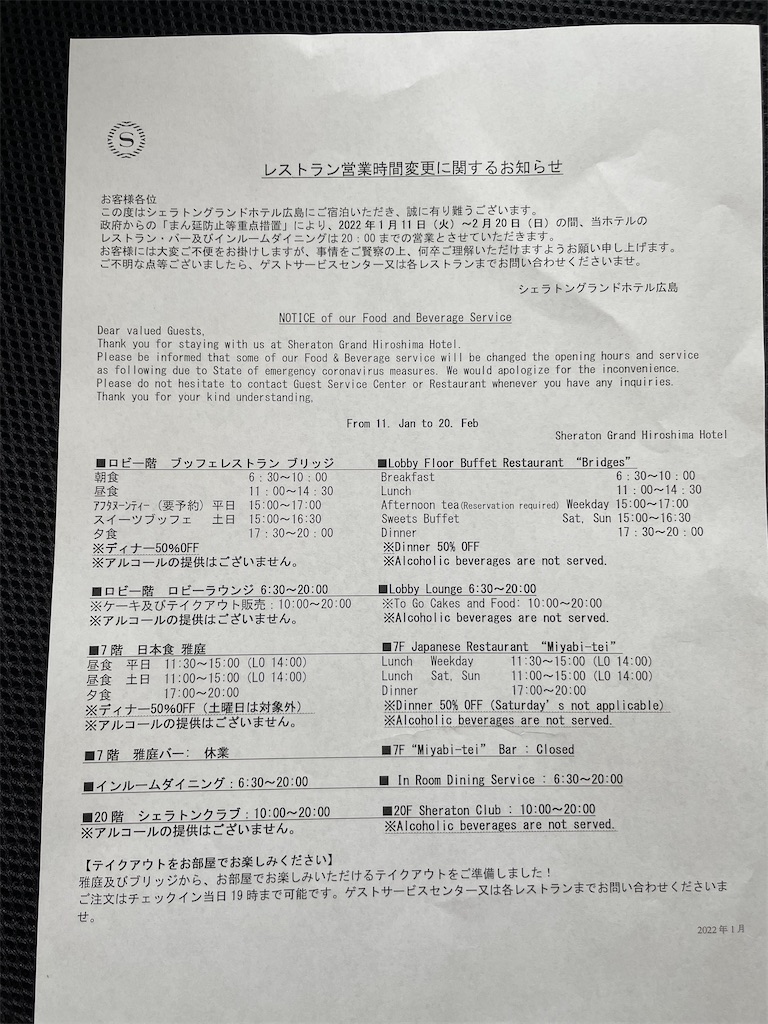 S
レストラン営業時間変更に関するお知らせ
お客様各位
この度はシェラトングランドホテル広島にご宿泊いただき、誠に有り難うございます。
政府からの「まん延防止等重点措置」により、2022年1月11日（火）～2月20日（日）の間、当ホテルの
レストラン・バー及びインルームダイニングは20：00までの営業とさせていただきます。
お客様には大変ご不便をお掛けしますが、事情をご賢察の上、何卒ご理解いただけますようお願い申し上げます。
ご不明な点等ございましたら、ゲストサービスセンター又は各レストランまでお問い合わせくださいませ。
シェラトングランドホテル広島
NOTICE of our Food and Beverage Service
Dear valued Guests,
Thank you for staying with us at Sheraton Grand Hiroshima Hotel.
Please be informed that some of our Food & Beverage service will be changed the opening hours and service
as following due to State of emergency coronavirus measures. We would apologize for the inconvenience.
Please do not hesitate to contact Guest Service Center or Restaurant whenever you have any inquiries.
Thank you for your kind understanding,
From 11. Jan to 20. Feb
Sheraton Grand Hiroshima Hotel
■ロビー階 ブッフェレストラン ブリッジ
朝食 6：30～10：00
昼食 11：00～14：30
ｱﾌﾀﾇｰﾝティー（要予約）平日 15:00～17:00
スイーツブッフェ 土日 15:00～16:30
夕食 17：30～20：00
※ディナー50%OFF
※アルコールの提供はございません。
■Lobby Floor Buffet Restaurant “Bridges”
Breakfast 6：30～10：00
Lunch 11：00～14：30
Afternoon tea(Reservation required) Weekday 15:00～17:00
Sweets Buffet Sat, Sun 15:00～16:30
Dinner 17：30～20：00
※Dinner 50% OFF
※Alcoholic beverages are not served.
■ロビー階 ロビーラウンジ 6:30～20:00
※ケーキ及びテイクアウト販売：10:00～20:00
※アルコールの提供はございません。
■Lobby Lounge 6:30～20:00
※To Go Cakes and Food: 10:00～20:00
※Alcoholic beverages are not served.
■7階 日本食 雅庭
昼食 平日 11:30～15:00 (LO 14:00)
昼食 土日 11:00～15:00 (LO 14:00)
夕食 17:00～20:00
※ディナー50%OFF（土曜日は対象外）
※アルコールの提供はございません。
■7F Japanese Restaurant “Miyabi-tei”
Lunch Weekday 11:30～15:00 (LO 14:00)
Lunch Sat, Sun 11:00～15:00 (LO 14:00)
Dinner 17:00～20:00
※Dinner 50% OFF (Saturday’s not applicable)
※Alcoholic beverages are not served.
■7階 雅庭バー: 休業
■7F“Miyabi-tei” Bar : Closed
■インルームダイニング：6:30～20:00
■ In Room Dining Service : 6:30～20:00
■20階 シェラトンクラブ：10:00～20:00
※アルコールの提供はございません。
■20F Sheraton Club : 10:00～20:00
※Alcoholic beverages are not served.
【テイクアウトをお部屋でお楽しみください】
雅庭及びブリッジから、お部屋でお楽しみいただけるテイクアウトをご準備しました！
ご注文はチェックイン当日19時まで可能です。ゲストサービスセンター又は各レストランまでお問い合わせくださいま
せ。
2022年1月